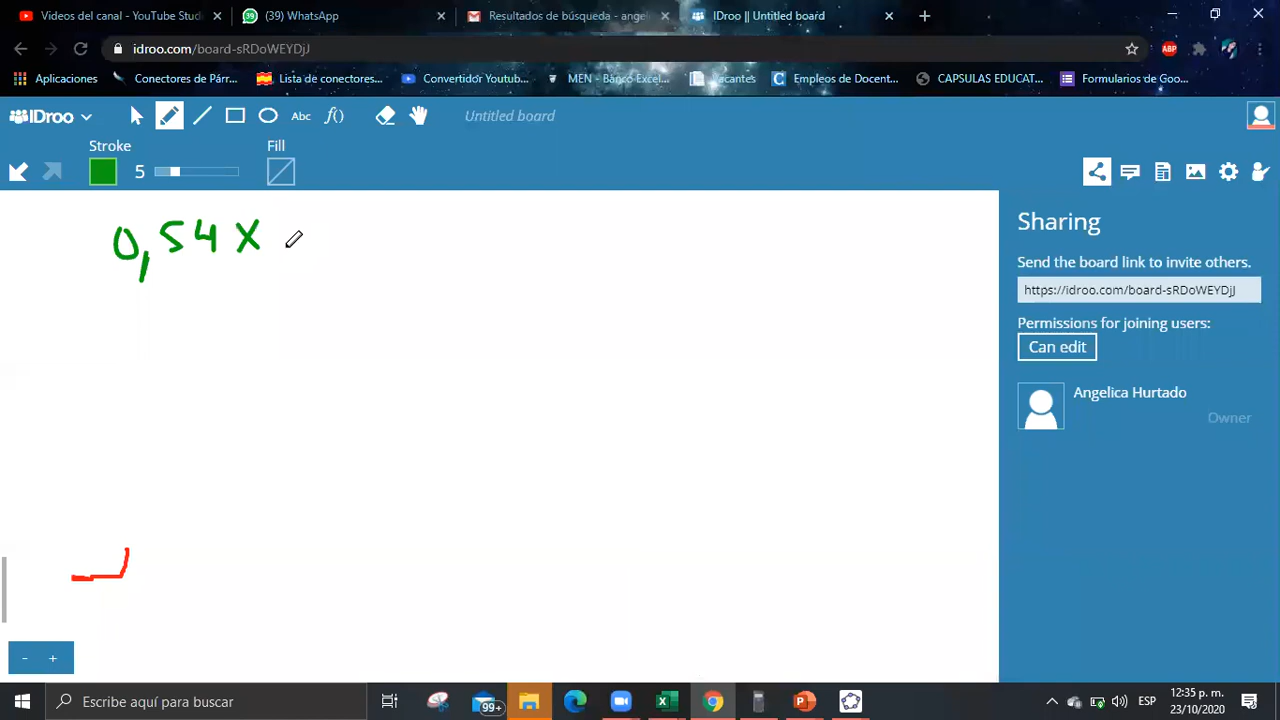 Videos del canal - YouTube Stud
(39) WhatsApp
Resultados de búsqueda - angel
IDroo || Untitled board
idroo.com/board-sRDoWEYDjJ
ABP
Aplicaciones
Conectores de Párr...
Lista de conectores...
Convertidor Youtub...
MEN - Banco Excel...
Vacantes
Empleos de Docent...
CAPSULAS EDUCAT...
Formularios de Goo...
IDroo
Abc
f()
Untitled board
Stroke
Fill
5
0,54 X
Sharing
Send the board link to invite others.
https://idroo.com/board-sRDoWEYDjJ
Permissions for joining users:
Can edit
Angelica Hurtado
Owner
- +
Escribe aquí para buscar
99+
ESP
12:35 p. m.
23/10/2020